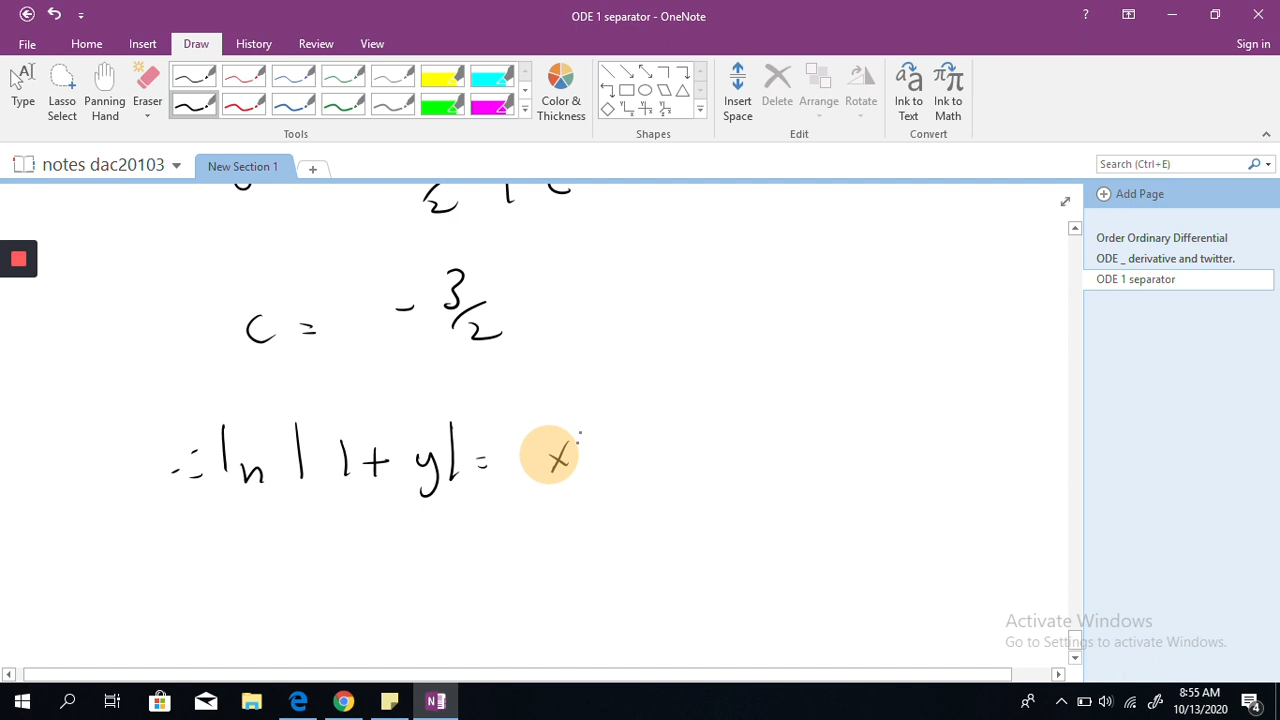 ODE 1 separator - OneNote
?
File Home Insert Draw History Review View Sign in
Type
Lasso Select
Panning Hand
Eraser
Color & Thickness
Insert Space
Delete
Arrange
Rotate
Ink to Text
Ink to Math
Tools
Shapes
Edit
Convert
notes dac20103
New Section 1
+
Search (Ctrl+E)
Add Page
Order Ordinary Differential
ODE _ derivative and twitter.
ODE 1 separator
2 + c
c = - 3/2
∴ ln | 1 + y | = x
Activate Windows
Go to Settings to activate Windows.
8:55 AM
10/13/2020
4